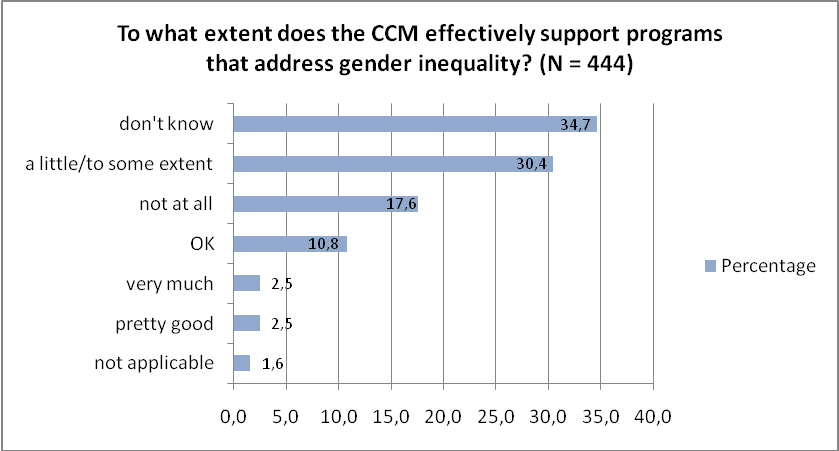 To what extent does the CCM effectively support programs
that address gender inequality? (N = 444)
don't know
34,7
a little/to some extent
30,4
not at all
17,6
OK
10,8
very much
2,5
pretty good
2,5
not applicable
1,6
Percentage
0,0 5,0 10,0 15,0 20,0 25,0 30,0 35,0 40,0